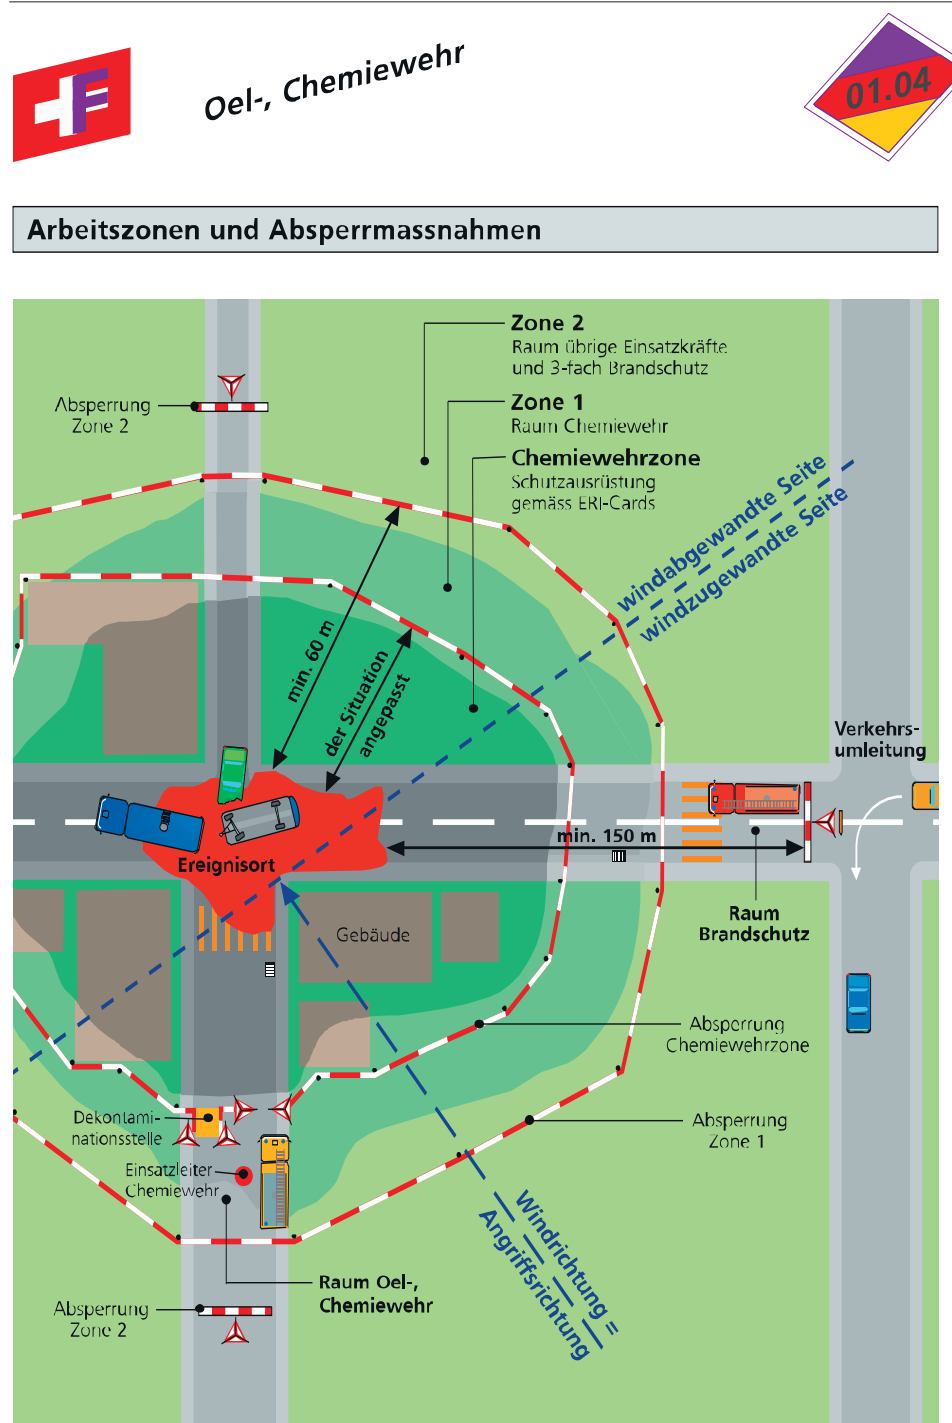 Oel-, Chemiewehr
01.04
Arbeitszonen und Absperrmassnahmen
Zone 2
Raum übrige Einsatzkräfte
und 3-fach Brandschutz
Absperrung
Zone 2
Zone 1
Raum Chemiewehr
Chemiewehrzone
Schutzausrüstung
gemäss ERI-Cards
windabgewandte Seite
windzugewandte Seite
min. 60 m
der Situation
angepasst
Verkehrs-
umleitung
min. 150 m
Ereignisort
Raum
Brandschutz
Gebäude
Absperrung
Chemiewehrzone
Absperrung
Zone 1
Dekontami-
nationsstelle
Einsatzleiter
Chemiewehr
Windrichtung =
Angriffsrichtung
Raum Oel-,
Chemiewehr
Absperrung
Zone 2